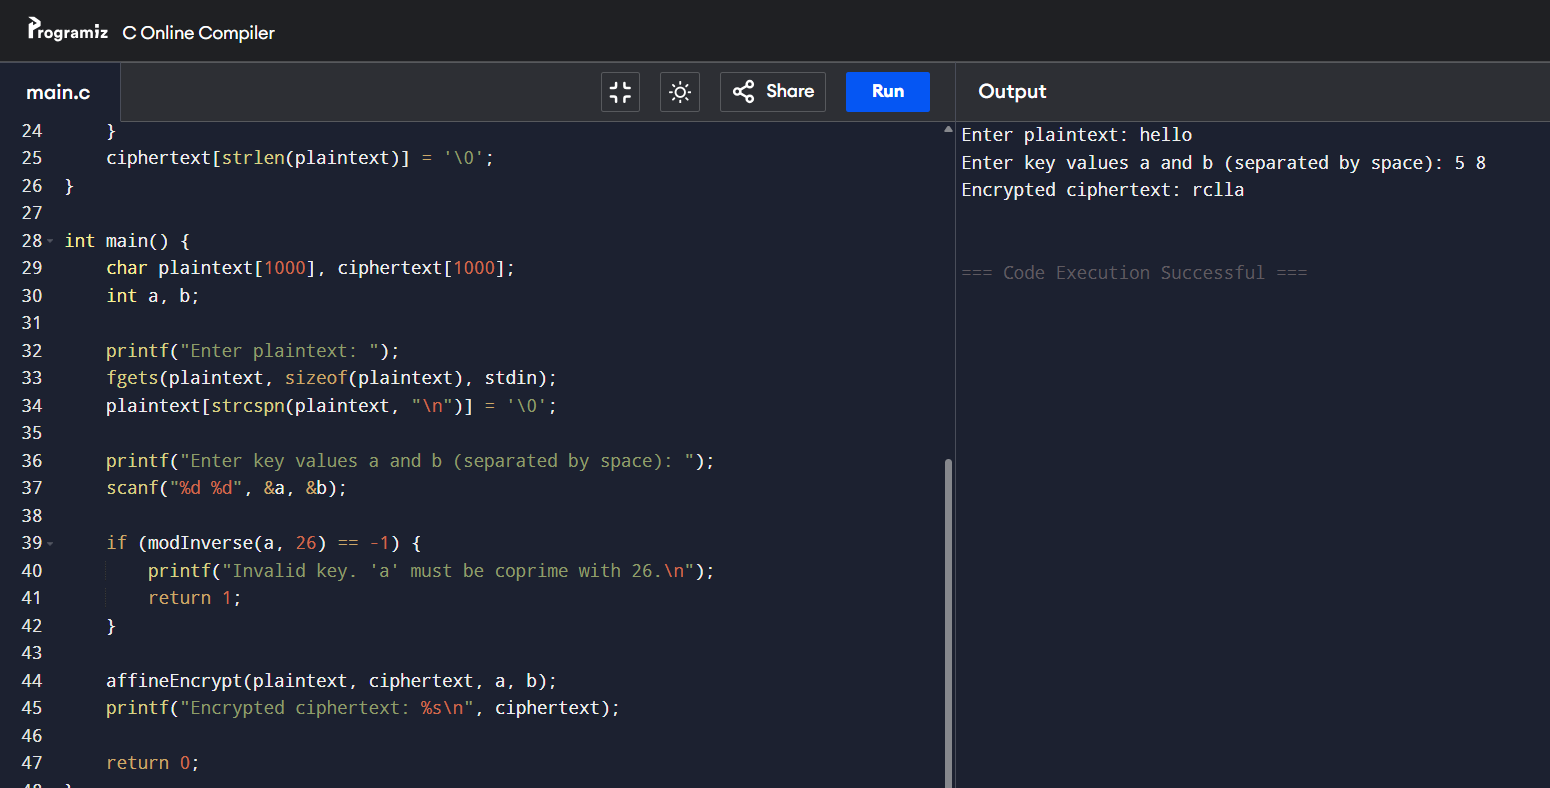 Programiz C Online Compiler
main.c
Share
Run
Output
24     }
25     ciphertext[strlen(plaintext)] = '\0';
26 }
27
28 int main() {
29     char plaintext[1000], ciphertext[1000];
30     int a, b;
31
32     printf("Enter plaintext: ");
33     fgets(plaintext, sizeof(plaintext), stdin);
34     plaintext[strcspn(plaintext, "\n")] = '\0';
35
36     printf("Enter key values a and b (separated by space): ");
37     scanf("%d %d", &a, &b);
38
39     if (modInverse(a, 26) == -1) {
40         printf("Invalid key. 'a' must be coprime with 26.\n");
41         return 1;
42     }
43
44     affineEncrypt(plaintext, ciphertext, a, b);
45     printf("Encrypted ciphertext: %s\n", ciphertext);
46
47     return 0;
Enter plaintext: hello
Enter key values a and b (separated by space): 5 8
Encrypted ciphertext: rclla
=== Code Execution Successful ===